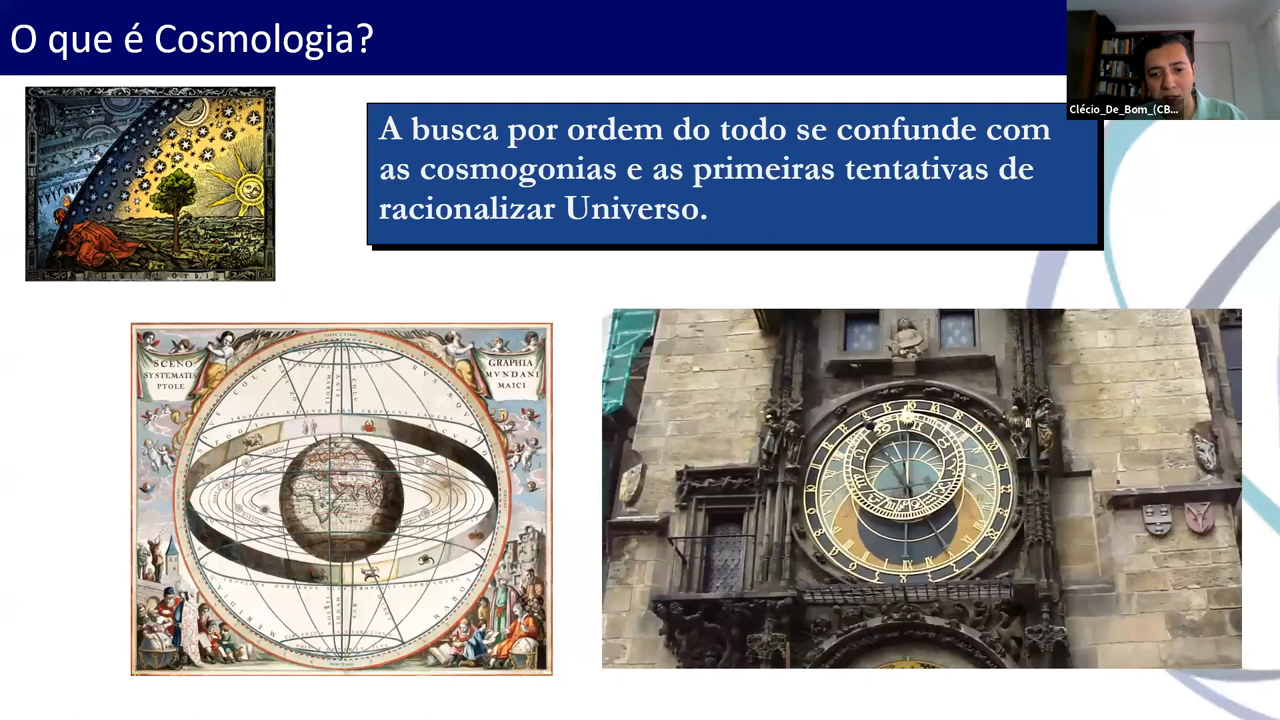 O que é Cosmologia?
Clécio_De_Bom_(CB...
A busca por ordem do todo se confunde com
as cosmogonias e as primeiras tentativas de
racionalizar Universo.
SCENO
SYSTEMATIS
PTOLE
GRAPHIA
MVNDANI
MAICI